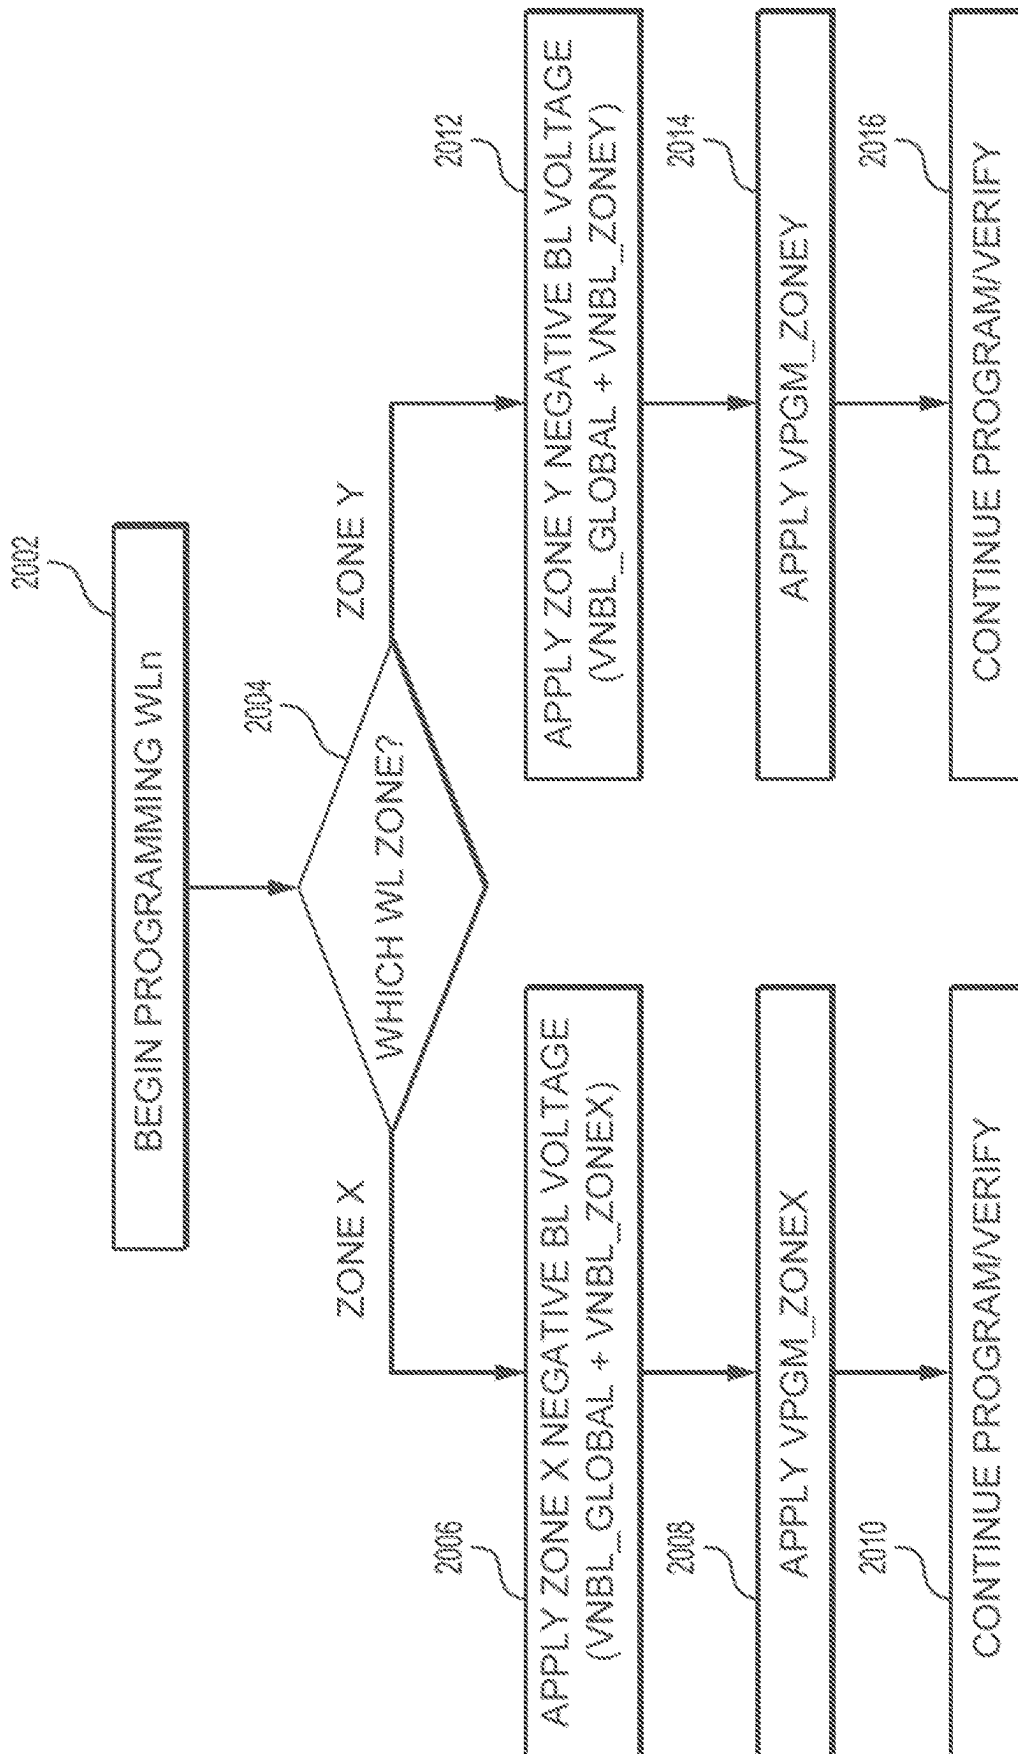 2002
BEGIN PROGRAMMING WLn
2004
WHICH WL ZONE?
ZONE X
ZONE Y
2006
APPLY ZONE X NEGATIVE BL VOLTAGE
(VNBL_GLOBAL + VNBL_ZONEX)
2008
APPLY VPGM_ZONEX
2010
CONTINUE PROGRAM/VERIFY
2012
APPLY ZONE Y NEGATIVE BL VOLTAGE
(VNBL_GLOBAL + VNBL_ZONEY)
2014
APPLY VPGM_ZONEY
2016
CONTINUE PROGRAM/VERIFY